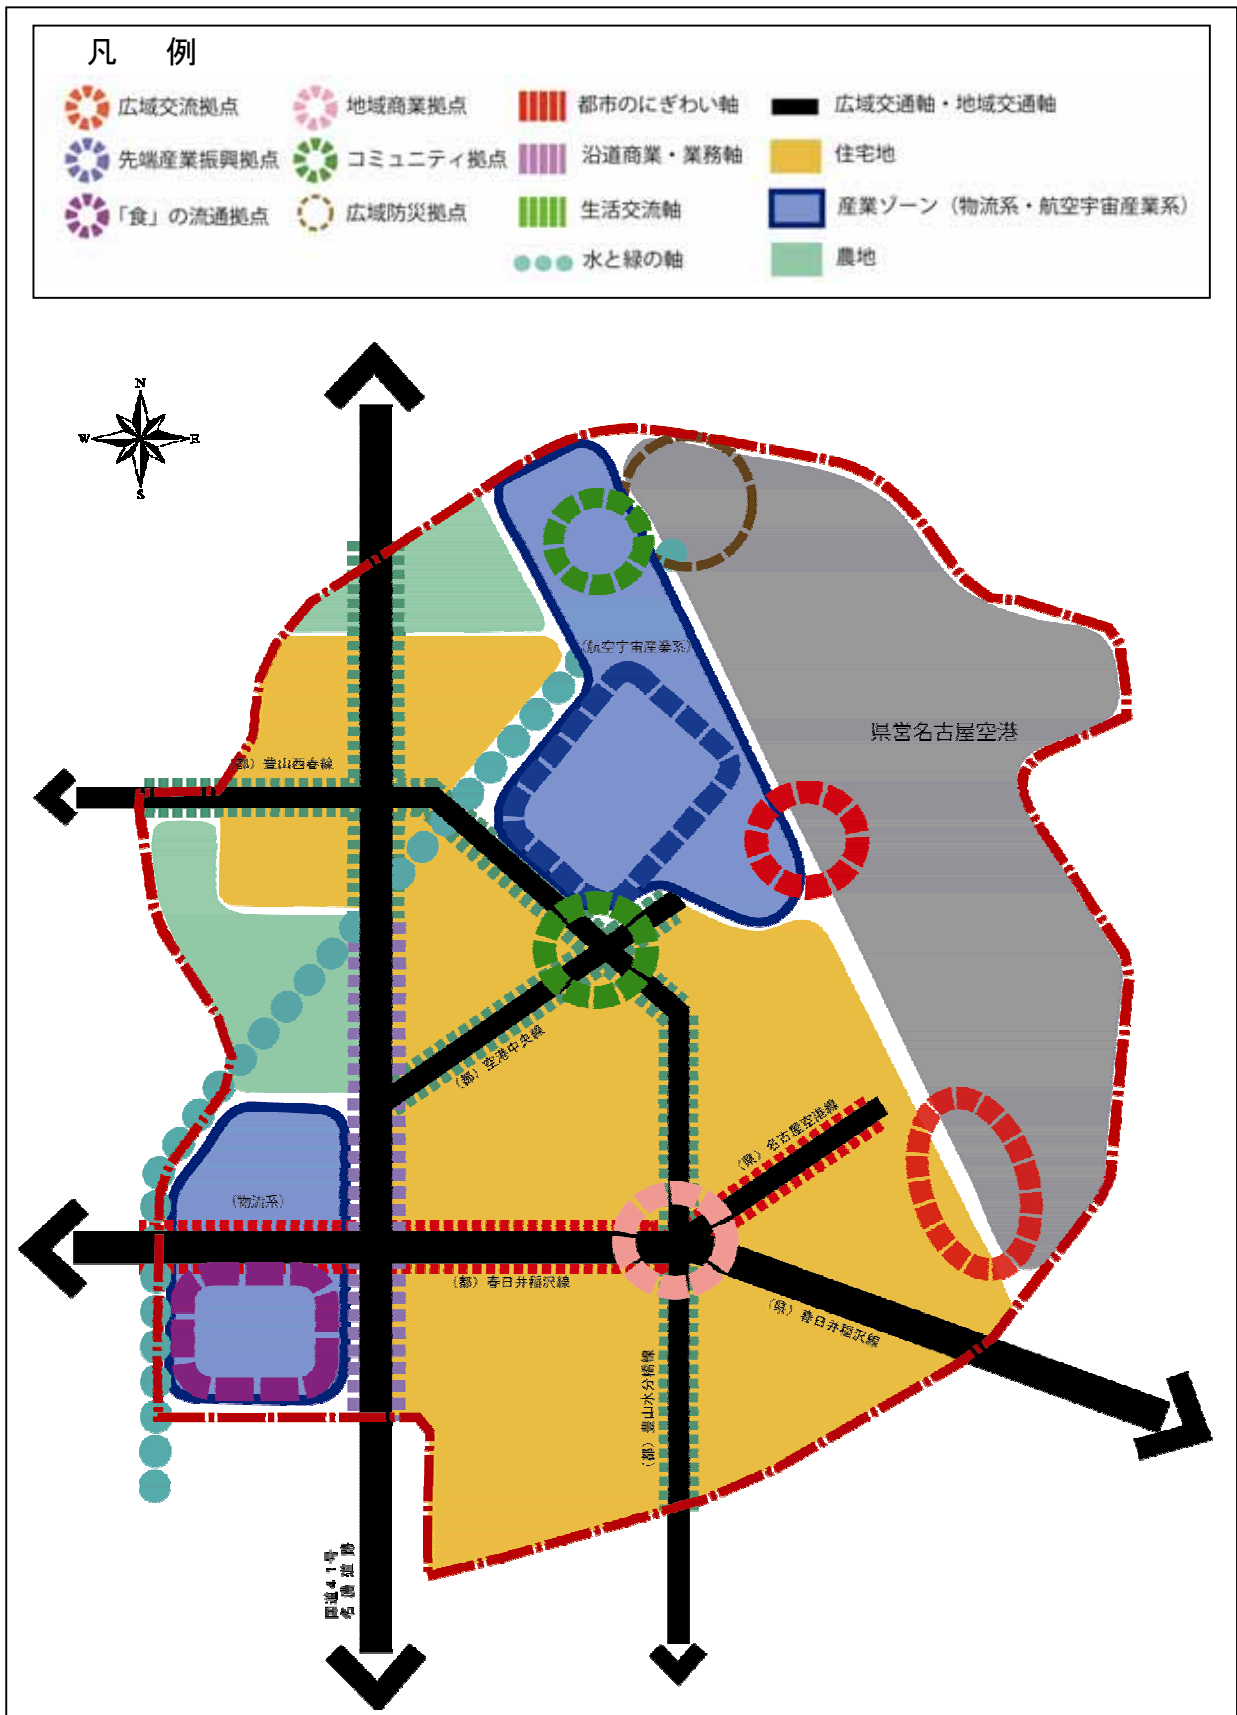 凡 例
広域交流拠点
地域商業拠点
都市のにぎわい軸
広域交通軸・地域交通軸
先端産業振興拠点
コミュニティ拠点
沿道商業・業務軸
住宅地
「食」の流通拠点
広域防災拠点
生活交流軸
産業ゾーン（物流系・航空宇宙産業系）
水と緑の軸
農地
N
W
E
S
（航空宇宙産業系）
県営名古屋空港
（都）豊山西春線
（都）空港中央線
（県）名古屋空港線
（物流系）
（都）春日井稲沢線
（県）春日井稲沢線
（都）豊山水分橋線
国道41号
名濃道路